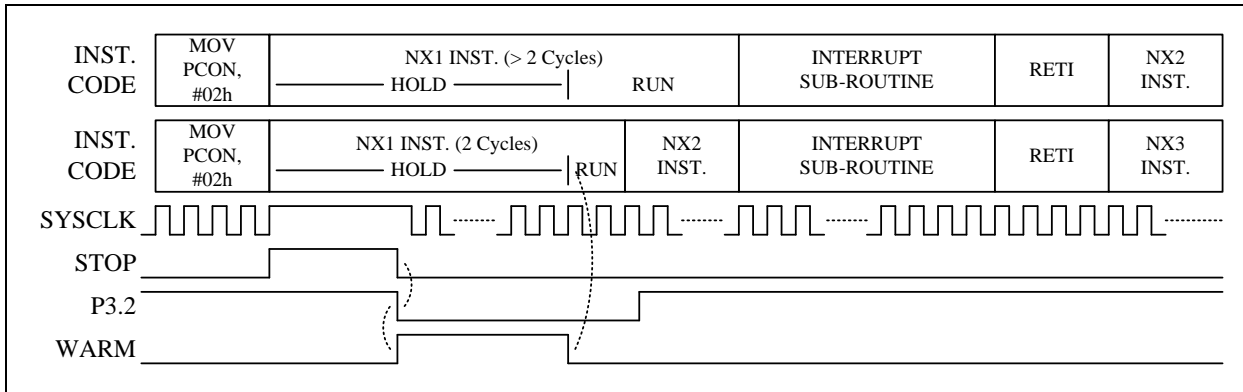 INST.
CODE
MOV
PCON,
#02h
NX1 INST. (> 2 Cycles)
HOLD
RUN
INTERRUPT
SUB-ROUTINE
RETI
NX2
INST.
INST.
CODE
MOV
PCON,
#02h
NX1 INST. (2 Cycles)
HOLD
RUN
NX2
INST.
INTERRUPT
SUB-ROUTINE
RETI
NX3
INST.
SYSCLK
STOP
P3.2
WARM